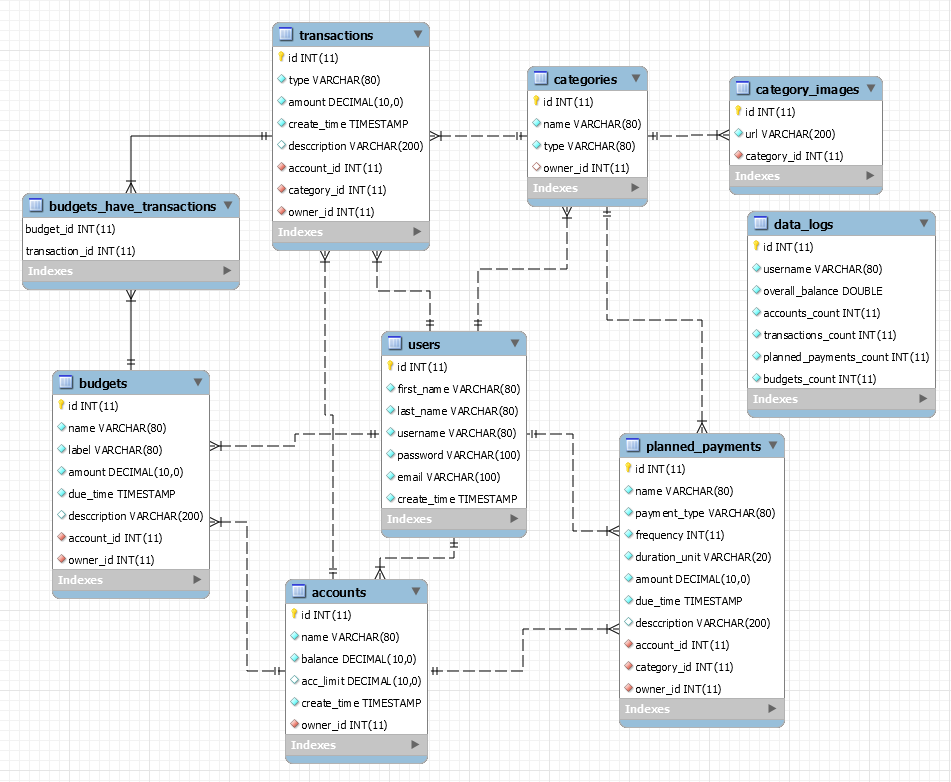 transactions
id INT(11)
type VARCHAR(80)
amount DECIMAL(10,0)
create_time TIMESTAMP
desccription VARCHAR(200)
account_id INT(11)
category_id INT(11)
owner_id INT(11)
Indexes
categories
id INT(11)
name VARCHAR(80)
type VARCHAR(80)
owner_id INT(11)
Indexes
category_images
id INT(11)
url VARCHAR(200)
category_id INT(11)
Indexes
budgets_have_transactions
budget_id INT(11)
transaction_id INT(11)
Indexes
data_logs
id INT(11)
username VARCHAR(80)
overall_balance DOUBLE
accounts_count INT(11)
transactions_count INT(11)
planned_payments_count INT(11)
budgets_count INT(11)
Indexes
users
id INT(11)
first_name VARCHAR(80)
last_name VARCHAR(80)
username VARCHAR(80)
password VARCHAR(100)
email VARCHAR(100)
create_time TIMESTAMP
Indexes
budgets
id INT(11)
name VARCHAR(80)
label VARCHAR(80)
amount DECIMAL(10,0)
due_time TIMESTAMP
desccription VARCHAR(200)
account_id INT(11)
owner_id INT(11)
Indexes
planned_payments
id INT(11)
name VARCHAR(80)
payment_type VARCHAR(80)
frequency INT(11)
duration_unit VARCHAR(20)
amount DECIMAL(10,0)
due_time TIMESTAMP
desccription VARCHAR(200)
account_id INT(11)
category_id INT(11)
owner_id INT(11)
Indexes
accounts
id INT(11)
name VARCHAR(80)
balance DECIMAL(10,0)
acc_limit DECIMAL(10,0)
create_time TIMESTAMP
owner_id INT(11)
Indexes